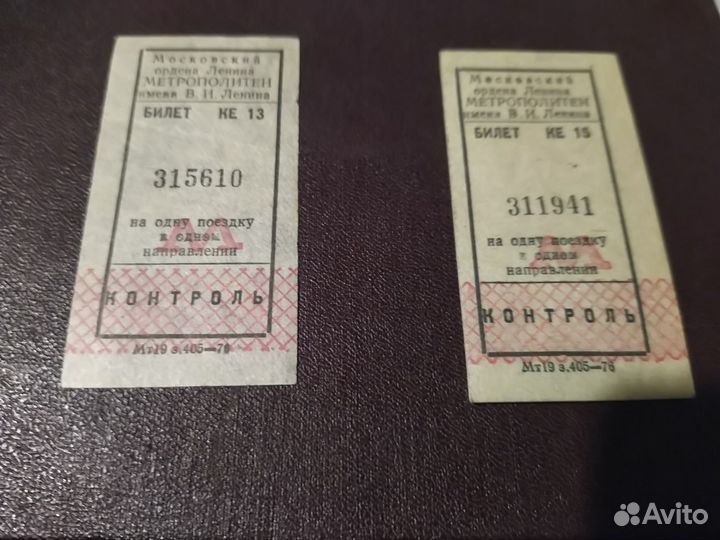 Московский
ордена Ленина
МЕТРОПОЛИТЕН
имени В. И. Ленина
БИЛЕТ КЕ 13
315610
на одну поездку
в одном
направлении
КОНТРОЛЬ
Мт19 з.405—76
Московский
ордена Ленина
МЕТРОПОЛИТЕН
имени В. И. Ленина
БИЛЕТ КЕ 15
311941
на одну поездку
в одном
направлении
КОНТРОЛЬ
Мт19 з.405—76
Avito